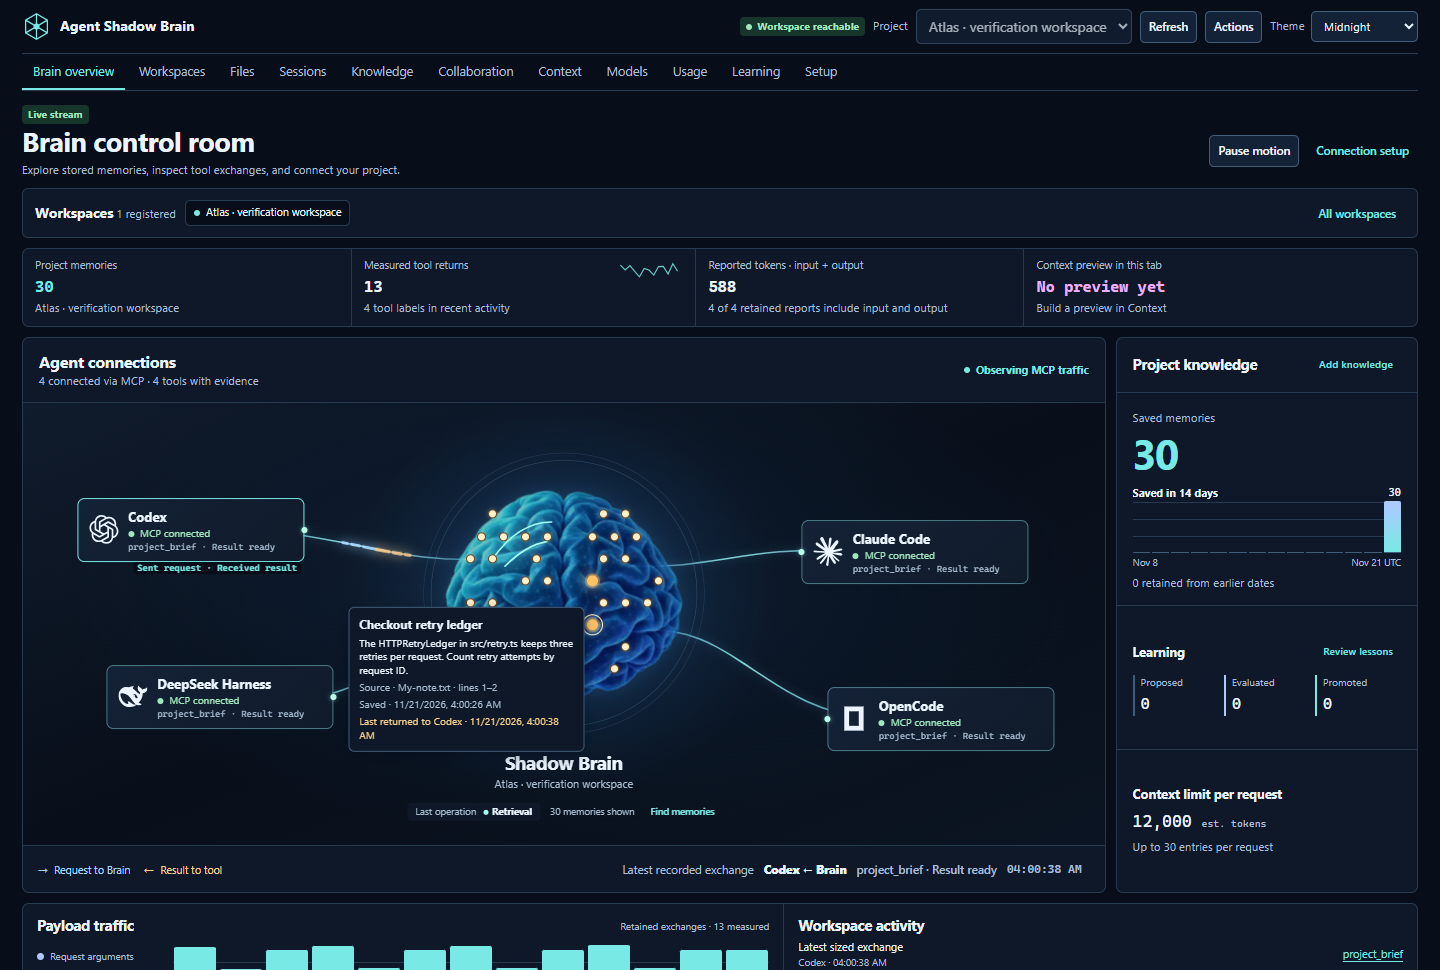 Agent Shadow Brain
Workspace reachable
Project
Atlas · verification workspace
Refresh
Actions
Theme
Midnight
Brain overview
Workspaces
Files
Sessions
Knowledge
Collaboration
Context
Models
Usage
Learning
Setup
Live stream
Brain control room
Explore stored memories, inspect tool exchanges, and connect your project.
Pause motion
Connection setup
Workspaces 1 registered
Atlas · verification workspace
All workspaces
Project memories
30
Atlas · verification workspace
Measured tool returns
13
4 tool labels in recent activity
Reported tokens · input + output
588
4 of 4 retained reports include input and output
Context preview in this tab
No preview yet
Build a preview in Context
Agent connections
4 connected via MCP · 4 tools with evidence
Observing MCP traffic
Codex
MCP connected
project_brief · Result ready
Sent request · Received result
Claude Code
MCP connected
project_brief · Result ready
DeepSeek Harness
MCP connected
project_brief · Result ready
OpenCode
MCP connected
project_brief · Result ready
Checkout retry ledger
The HTTPRetryLedger in src/retry.ts keeps three
retries per request. Count retry attempts by
request ID.
Source · My-note.txt · lines 1–2
Saved · 11/21/2026, 4:00:26 AM
Last returned to Codex · 11/21/2026, 4:00:38
AM
Shadow Brain
Atlas · verification workspace
Last operation
Retrieval
30 memories shown
Find memories
→ Request to Brain
← Result to tool
Latest recorded exchange
Codex ← Brain
project_brief · Result ready
04:00:38 AM
Project knowledge
Add knowledge
Saved memories
30
Saved in 14 days
30
Nov 8
Nov 21 UTC
0 retained from earlier dates
Learning
Review lessons
Proposed
0
Evaluated
0
Promoted
0
Context limit per request
12,000 est. tokens
Up to 30 entries per request
Payload traffic
Retained exchanges · 13 measured
Request arguments
Workspace activity
Latest sized exchange
Codex · 04:00:38 AM
project_brief